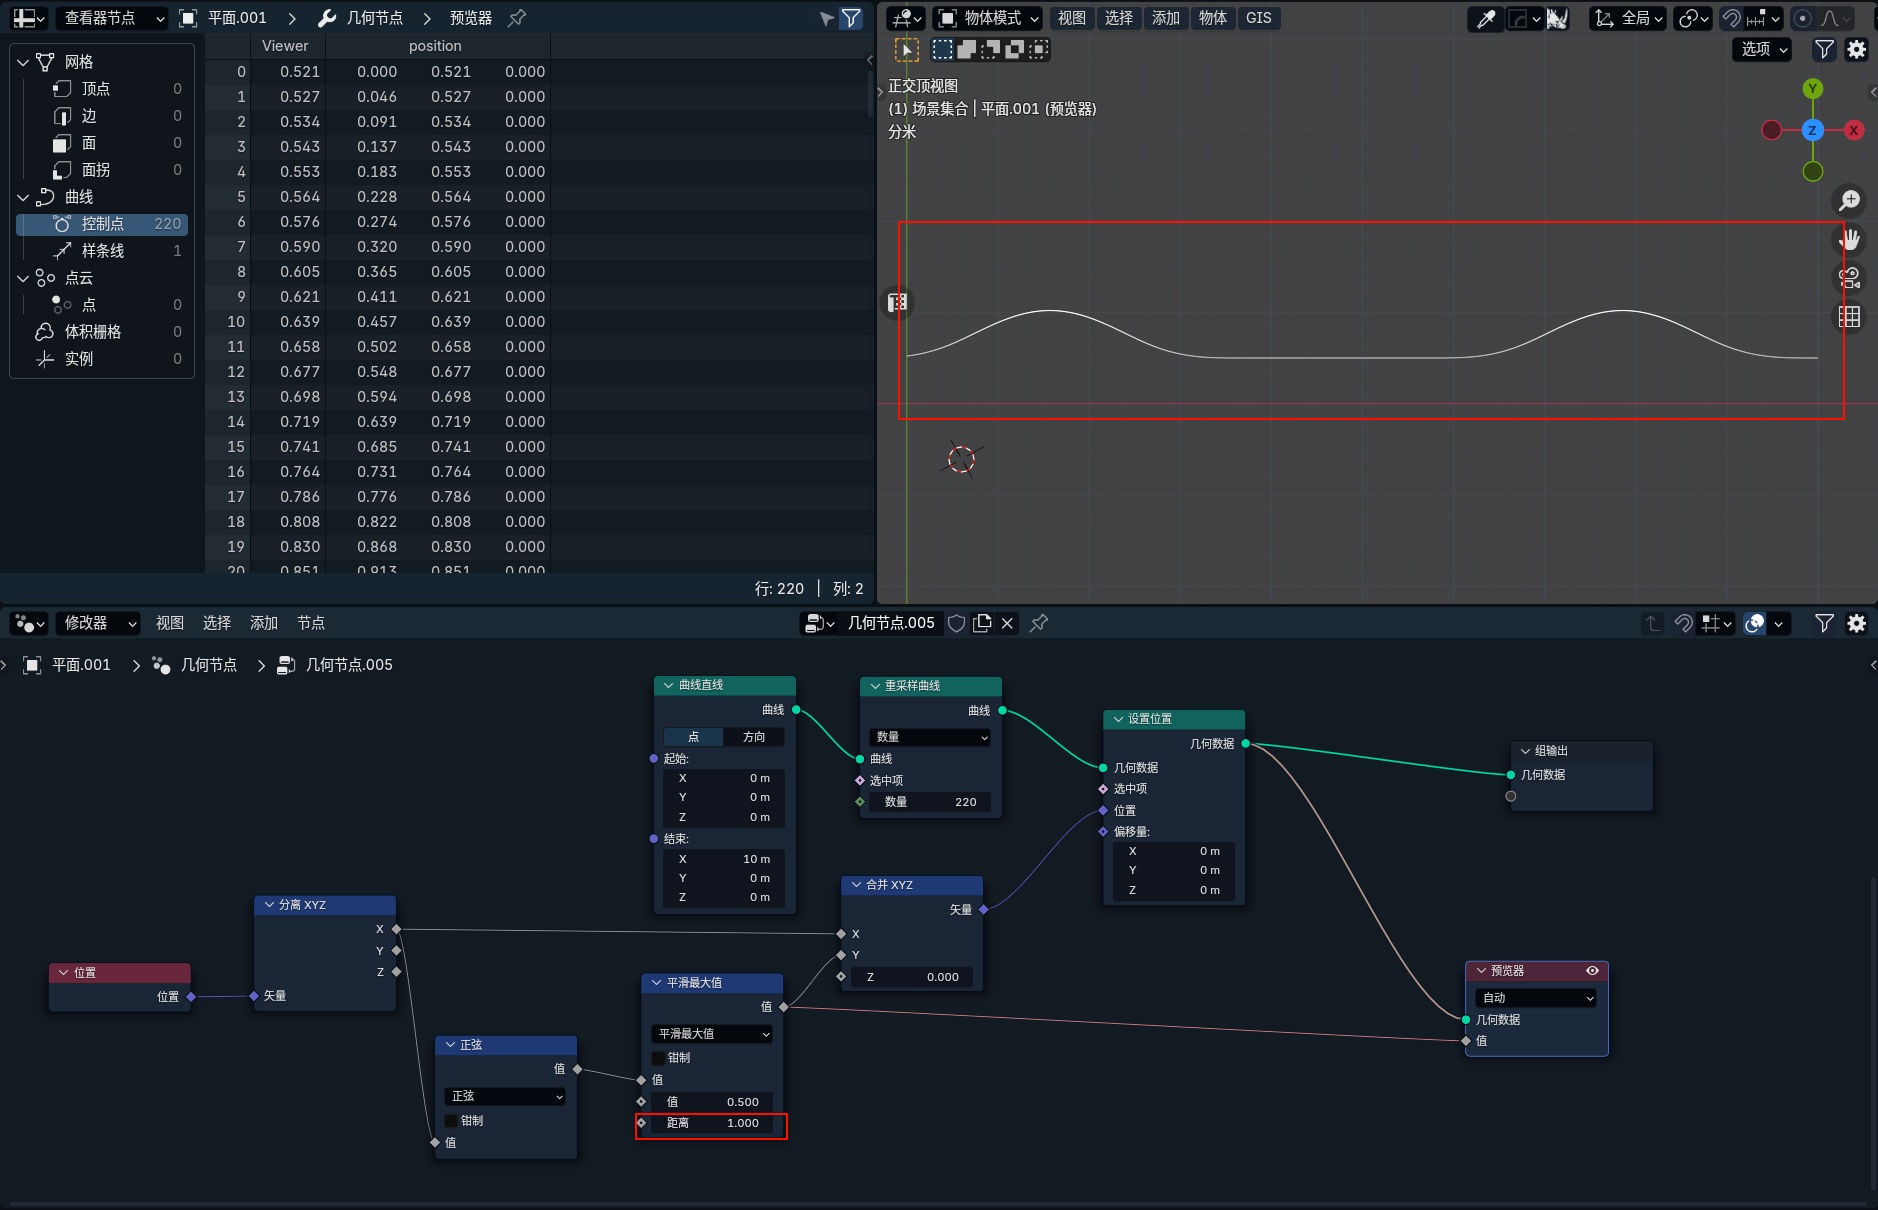 查看器节点 平面.001 几何节点 预览器
网格
顶点 0
边 0
面 0
面拐 0
曲线
控制点 220
样条线 1
点云
点 0
体积栅格 0
实例 0
Viewer position
0 0.521 0.000 0.521 0.000
1 0.527 0.046 0.527 0.000
2 0.534 0.091 0.534 0.000
3 0.543 0.137 0.543 0.000
4 0.553 0.183 0.553 0.000
5 0.564 0.228 0.564 0.000
6 0.576 0.274 0.576 0.000
7 0.590 0.320 0.590 0.000
8 0.605 0.365 0.605 0.000
9 0.621 0.411 0.621 0.000
10 0.639 0.457 0.639 0.000
11 0.658 0.502 0.658 0.000
12 0.677 0.548 0.677 0.000
13 0.698 0.594 0.698 0.000
14 0.719 0.639 0.719 0.000
15 0.741 0.685 0.741 0.000
16 0.764 0.731 0.764 0.000
17 0.786 0.776 0.786 0.000
18 0.808 0.822 0.808 0.000
19 0.830 0.868 0.830 0.000
20 0.851 0.913 0.851 0.000
行: 220 | 列: 2
物体模式 视图 选择 添加 物体 GIS 全局
选项
正交顶视图
(1) 场景集合 | 平面.001 (预览器)
分米
Y
Z X
修改器 视图 选择 添加 节点 几何节点.005
平面.001 几何节点 几何节点.005
曲线直线
曲线
点 方向
起始:
X 0 m
Y 0 m
Z 0 m
结束:
X 10 m
Y 0 m
Z 0 m
重采样曲线
曲线
数量
曲线
选中项
数量 220
设置位置
几何数据
几何数据
选中项
位置
偏移量:
X 0 m
Y 0 m
Z 0 m
组输出
几何数据
位置
位置
分离 XYZ
X
Y
Z
矢量
合并 XYZ
矢量
X
Y
Z 0.000
正弦
值
正弦
钳制
值
平滑最大值
值
平滑最大值
钳制
值
值 0.500
距离 1.000
预览器
自动
几何数据
值